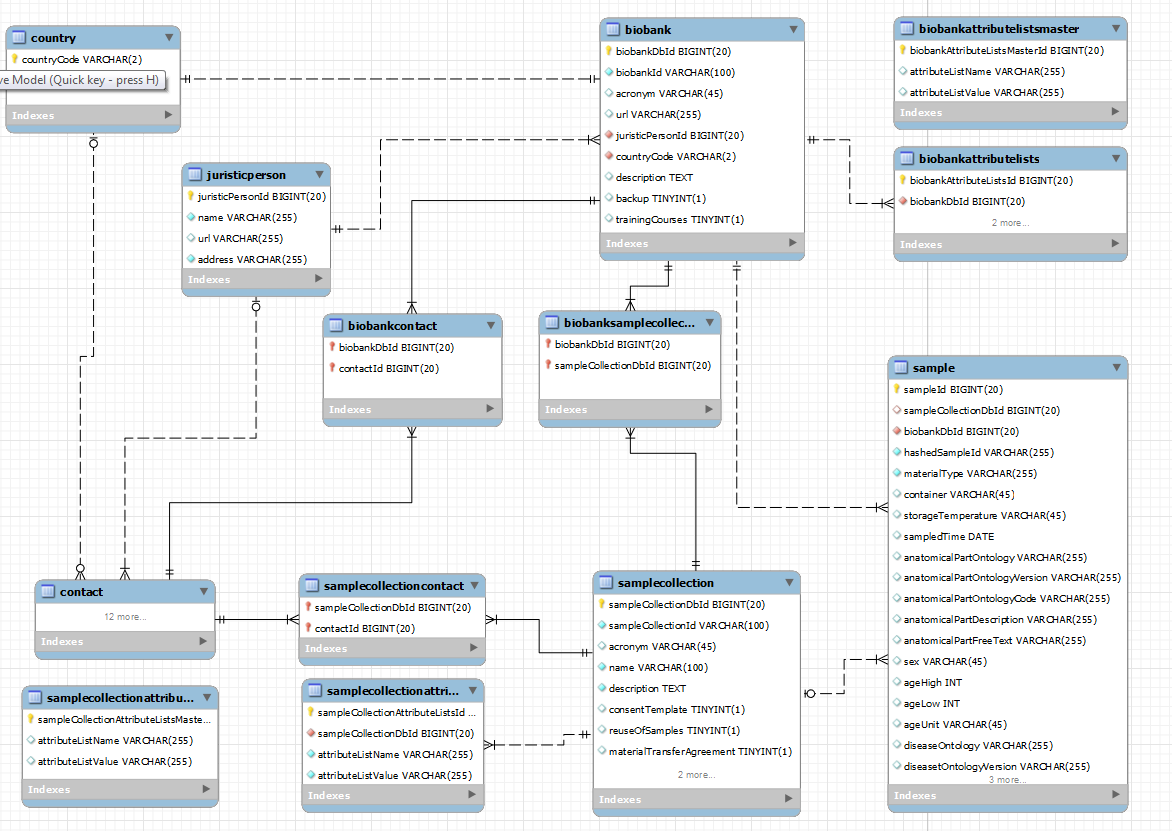 country
countryCode VARCHAR(2)
ve Model (Quick key - press H)
Indexes
biobank
biobankDbId BIGINT(20)
biobankId VARCHAR(100)
acronym VARCHAR(45)
url VARCHAR(255)
juristicPersonId BIGINT(20)
countryCode VARCHAR(2)
description TEXT
backup TINYINT(1)
trainingCourses TINYINT(1)
Indexes
biobankattributelistsmaster
biobankAttributeListsMasterId BIGINT(20)
attributeListName VARCHAR(255)
attributeListValue VARCHAR(255)
Indexes
biobankattributelists
biobankAttributeListsId BIGINT(20)
biobankDbId BIGINT(20)
2 more...
Indexes
juristicperson
juristicPersonId BIGINT(20)
name VARCHAR(255)
url VARCHAR(255)
address VARCHAR(255)
Indexes
biobankcontact
biobankDbId BIGINT(20)
contactId BIGINT(20)
Indexes
biobanksamplecollec...
biobankDbId BIGINT(20)
sampleCollectionDbId BIGINT(20)
Indexes
sample
sampleId BIGINT(20)
sampleCollectionDbId BIGINT(20)
biobankDbId BIGINT(20)
hashedSampleId VARCHAR(255)
materialType VARCHAR(255)
container VARCHAR(45)
storageTemperature VARCHAR(45)
sampledTime DATE
anatomicalPartOntology VARCHAR(255)
anatomicalPartOntologyVersion VARCHAR(255)
anatomicalPartOntologyCode VARCHAR(255)
anatomicalPartDescription VARCHAR(255)
anatomicalPartFreeText VARCHAR(255)
sex VARCHAR(45)
ageHigh INT
ageLow INT
ageUnit VARCHAR(45)
diseaseOntology VARCHAR(255)
diseasetOntologyVersion VARCHAR(255)
3 more...
Indexes
contact
12 more...
Indexes
samplecollectioncontact
sampleCollectionDbId BIGINT(20)
contactId BIGINT(20)
Indexes
samplecollection
sampleCollectionDbId BIGINT(20)
sampleCollectionId VARCHAR(100)
acronym VARCHAR(45)
name VARCHAR(100)
description TEXT
consentTemplate TINYINT(1)
reuseOfSamples TINYINT(1)
materialTransferAgreement TINYINT(1)
2 more...
Indexes
samplecollectionattribu...
sampleCollectionAttributeListsMaste...
attributeListName VARCHAR(255)
attributeListValue VARCHAR(255)
Indexes
samplecollectionattri...
sampleCollectionAttributeListsId ...
sampleCollectionDbId BIGINT(20)
attributeListName VARCHAR(255)
attributeListValue VARCHAR(255)
Indexes